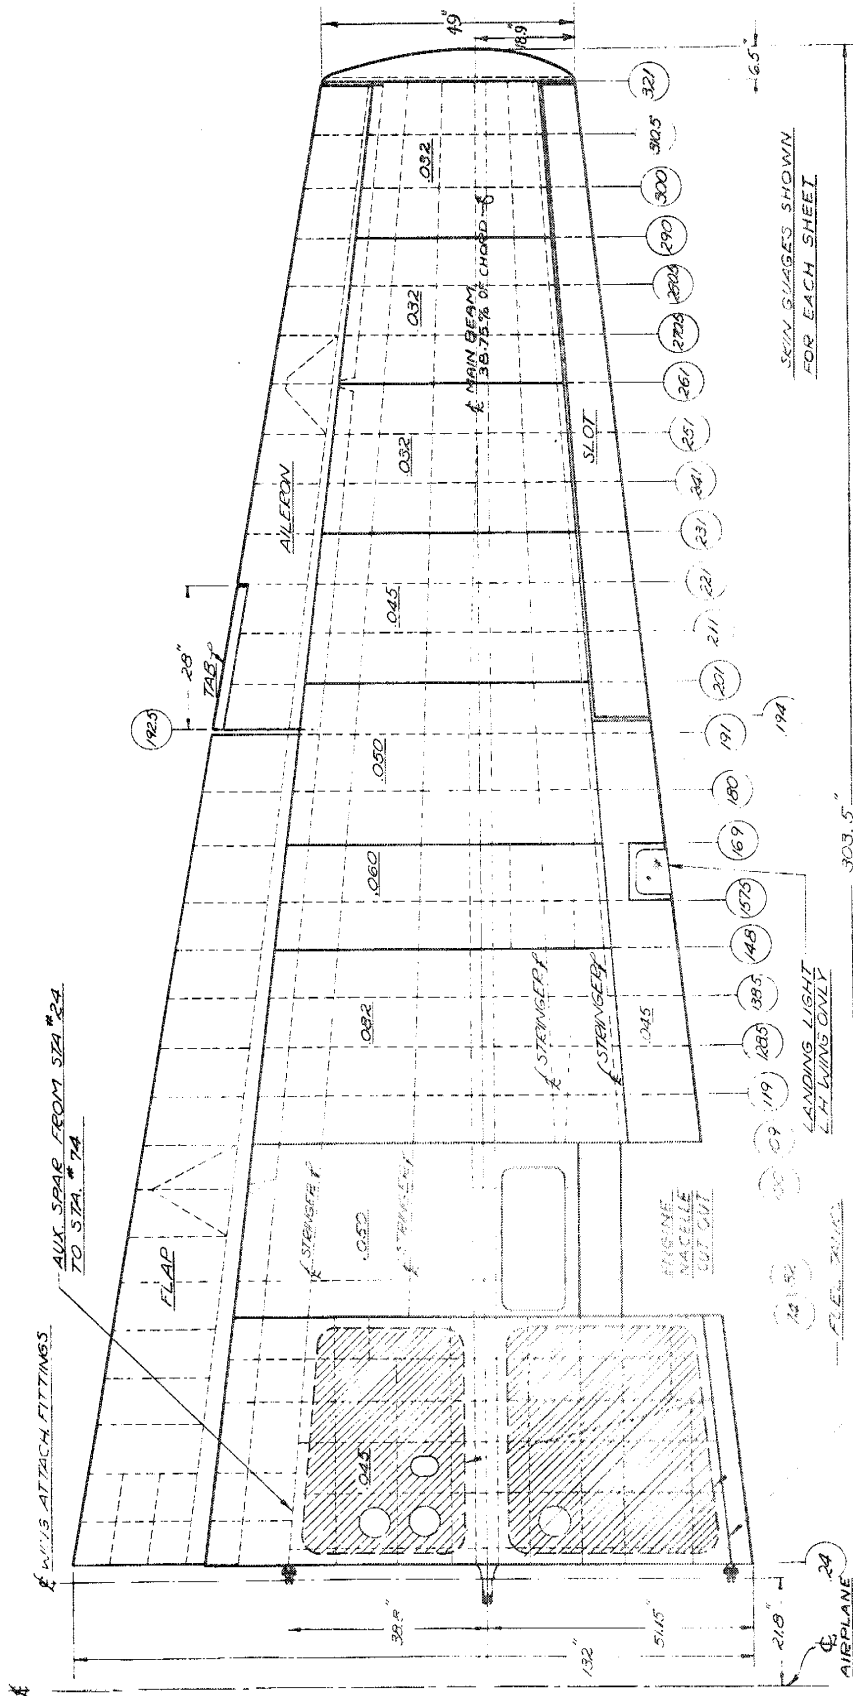 49"
18.9"
6.5"
321
310.5
300
290
280.5
270.5
261
251
241
231
221
211
201
191
194
180
169
157.5
148
138.5
128.5
119
109
24
192.5
28"
TAB
.032
.032
.032
.045
.050
.060
.082
.050
.045
.045
℄ MAIN BEAM
38.75% OF CHORD
SLOT
AILERON
FLAP
℄ STRINGER
℄ STRINGER
℄ STRINGER
℄ STRINGER
SKIN GUAGES SHOWN
FOR EACH SHEET
303.5"
LANDING LIGHT
L.H. WING ONLY
ENGINE
NACELLE
CUT OUT
AUX. SPAR FROM STA. #24
TO STA. #74
℄ WING ATTACH. FITTINGS
38.8"
51.15"
132"
21.8"
℄
AIRPLANE